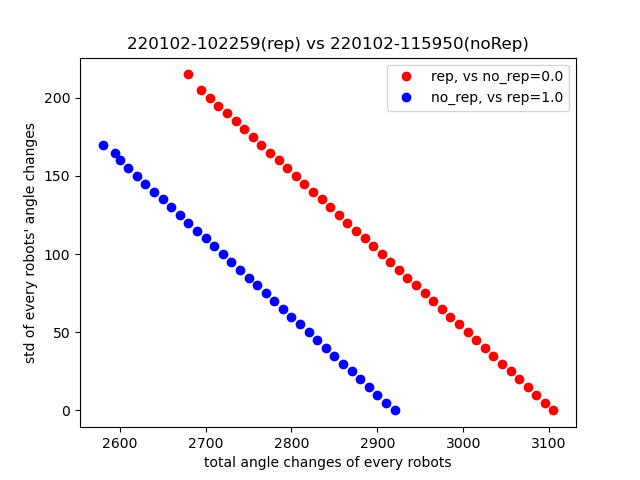 220102-102259(rep) vs 220102-115950(noRep)
rep, vs no_rep=0.0
no_rep, vs rep=1.0
std of every robots' angle changes
200
150
100
50
0
2600 2700 2800 2900 3000 3100
total angle changes of every robots